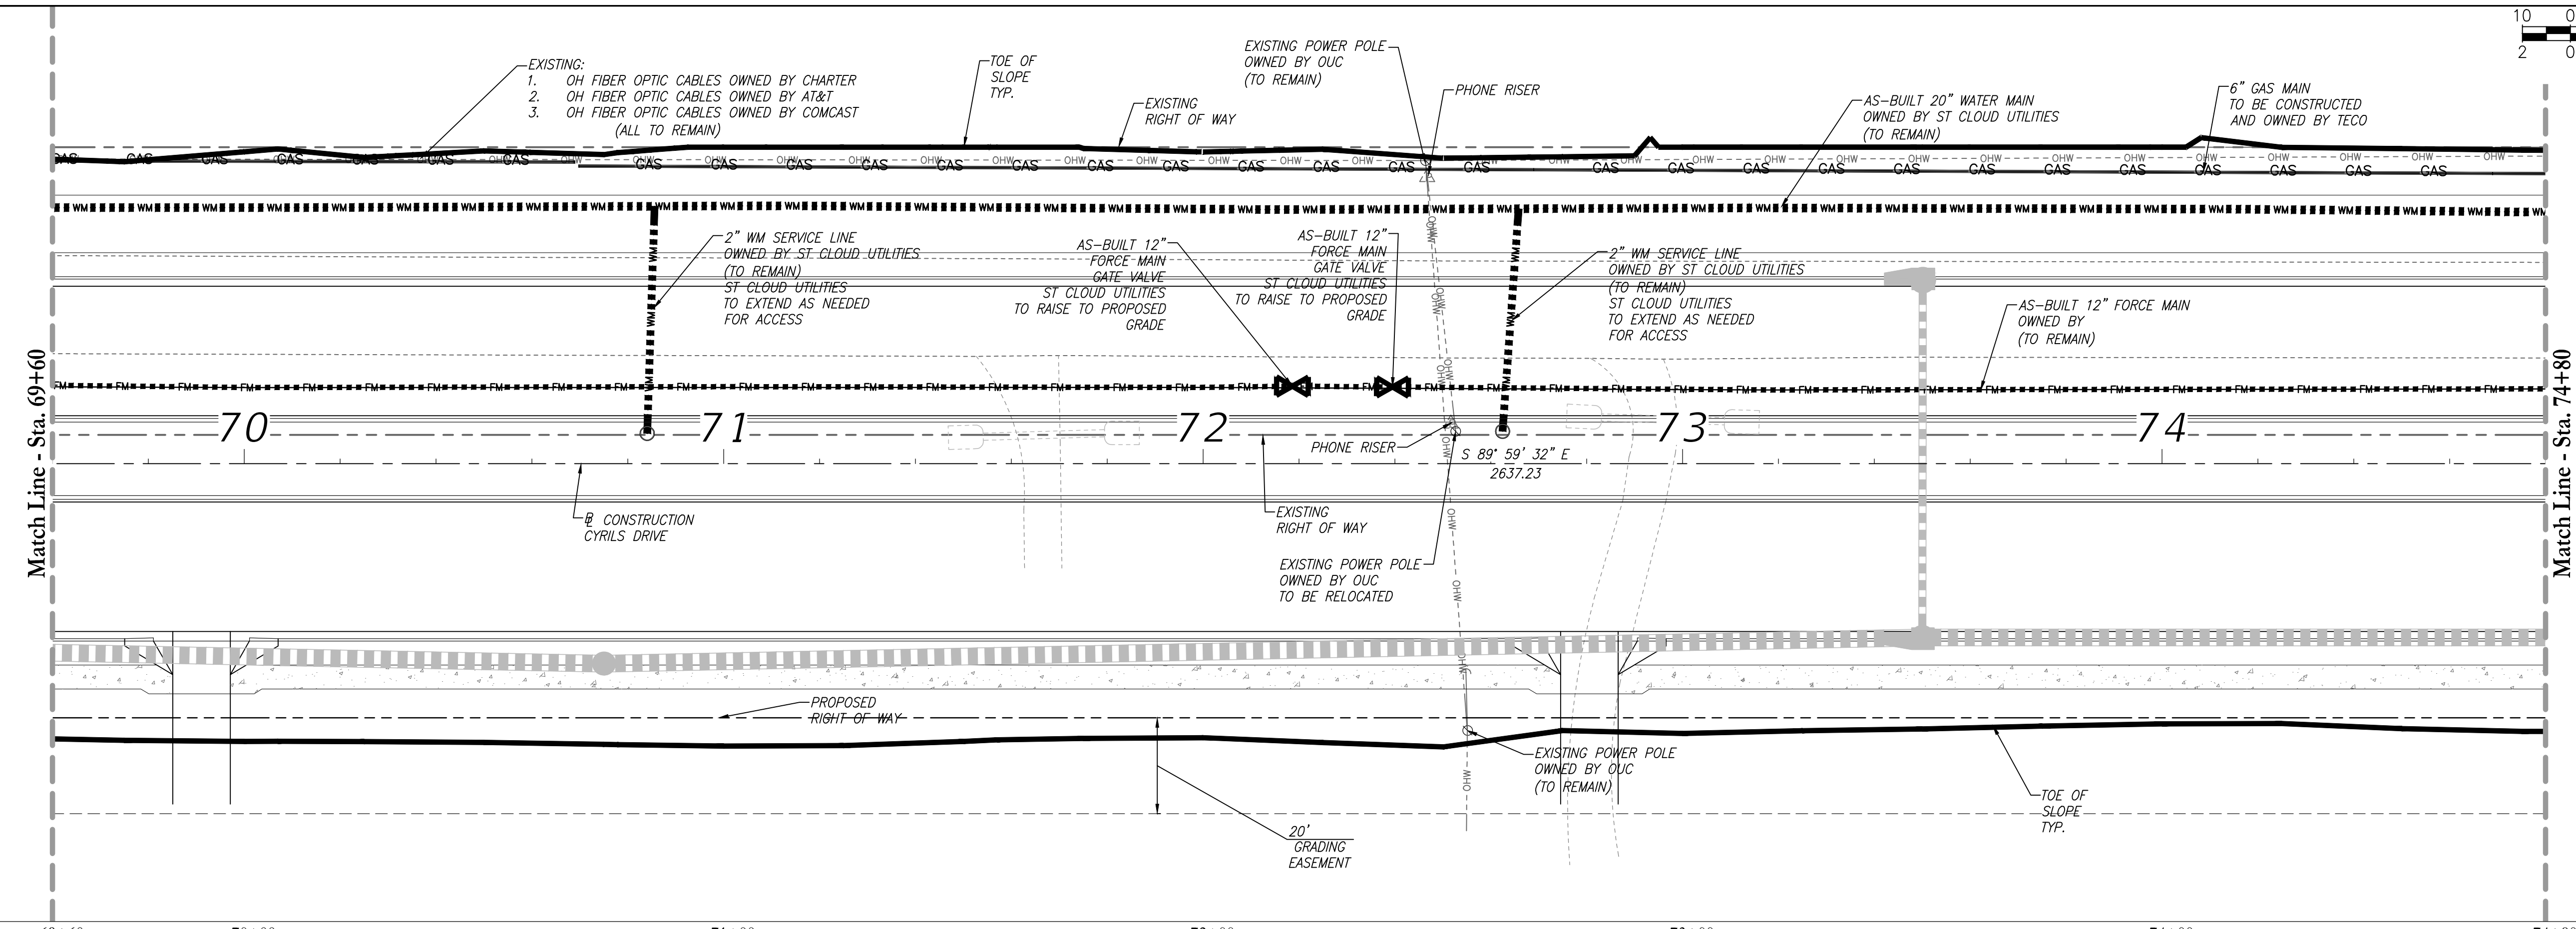 10 0
2 0
EXISTING:
1. OH FIBER OPTIC CABLES OWNED BY CHARTER
2. OH FIBER OPTIC CABLES OWNED BY AT&T
3. OH FIBER OPTIC CABLES OWNED BY COMCAST
(ALL TO REMAIN)
TOE OF
SLOPE
TYP.
EXISTING
RIGHT OF WAY
EXISTING POWER POLE
OWNED BY OUC
(TO REMAIN)
PHONE RISER
AS-BUILT 20" WATER MAIN
OWNED BY ST CLOUD UTILITIES
(TO REMAIN)
6" GAS MAIN
TO BE CONSTRUCTED
AND OWNED BY TECO
GAS
OHW
WM
2" WM SERVICE LINE
OWNED BY ST CLOUD UTILITIES
(TO REMAIN)
ST CLOUD UTILITIES
TO EXTEND AS NEEDED
FOR ACCESS
AS-BUILT 12"
FORCE MAIN
GATE VALVE
ST CLOUD UTILITIES
TO RAISE TO PROPOSED
GRADE
AS-BUILT 12"
FORCE MAIN
GATE VALVE
ST CLOUD UTILITIES
TO RAISE TO PROPOSED
GRADE
2" WM SERVICE LINE
OWNED BY ST CLOUD UTILITIES
(TO REMAIN)
ST CLOUD UTILITIES
TO EXTEND AS NEEDED
FOR ACCESS
AS-BUILT 12" FORCE MAIN
OWNED BY
(TO REMAIN)
FM
Match Line - Sta. 69+60
70 71 72 73 74
Match Line - Sta. 74+80
PHONE RISER
S 89° 59' 32" E
2637.23
CONSTRUCTION
CYRILS DRIVE
EXISTING
RIGHT OF WAY
EXISTING POWER POLE
OWNED BY OUC
TO BE RELOCATED
PROPOSED
RIGHT OF WAY
EXISTING POWER POLE
OWNED BY OUC
(TO REMAIN)
TOE OF
SLOPE
TYP.
20'
GRADING
EASEMENT